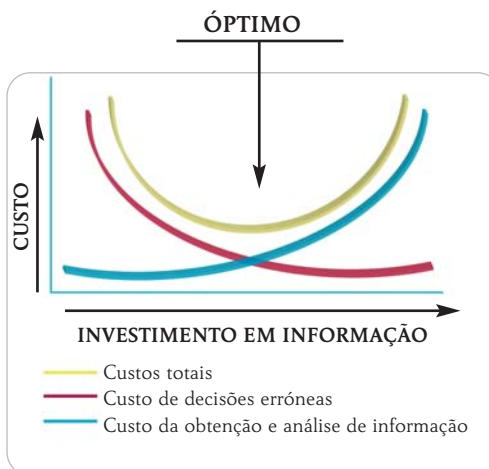 ÓPTIMO
CUSTO
INVESTIMENTO EM INFORMAÇÃO
Custos totais
Custo de decisões erróneas
Custo da obtenção e análise de informação